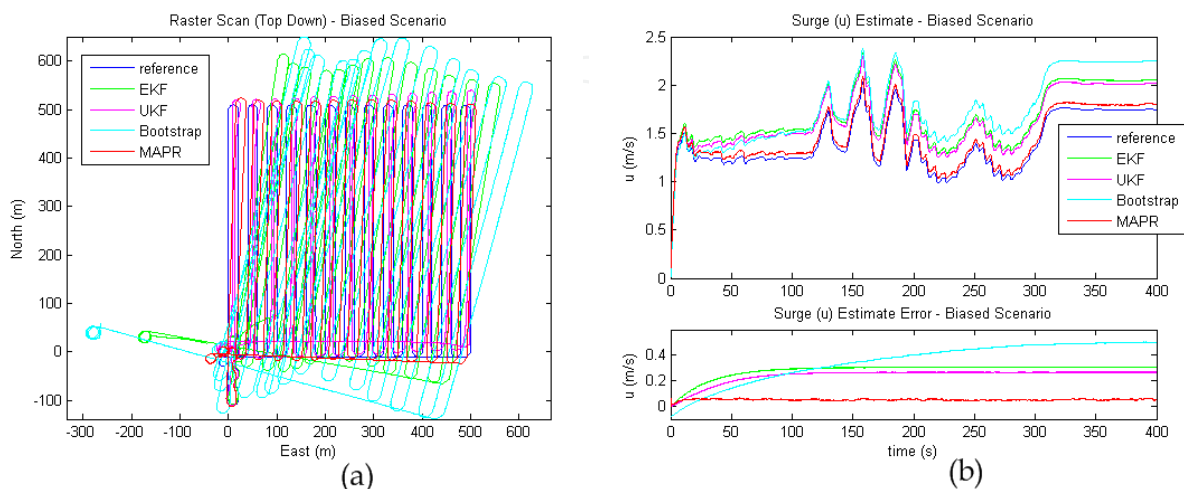 Raster Scan (Top Down) - Biased Scenario
North (m)
600
500
400
300
200
100
0
-100
reference
EKF
UKF
Bootstrap
MAPR
-300 -200 -100 0 100 200 300 400 500 600
East (m)
(a)
Surge (u) Estimate - Biased Scenario
u (m/s)
2.5
2
1.5
1
0.5
0
reference
EKF
UKF
Bootstrap
MAPR
0 50 100 150 200 250 300 350 400
Surge (u) Estimate Error - Biased Scenario
u (m/s)
0.4
0.2
0
0 50 100 150 200 250 300 350 400
time (s)
(b)